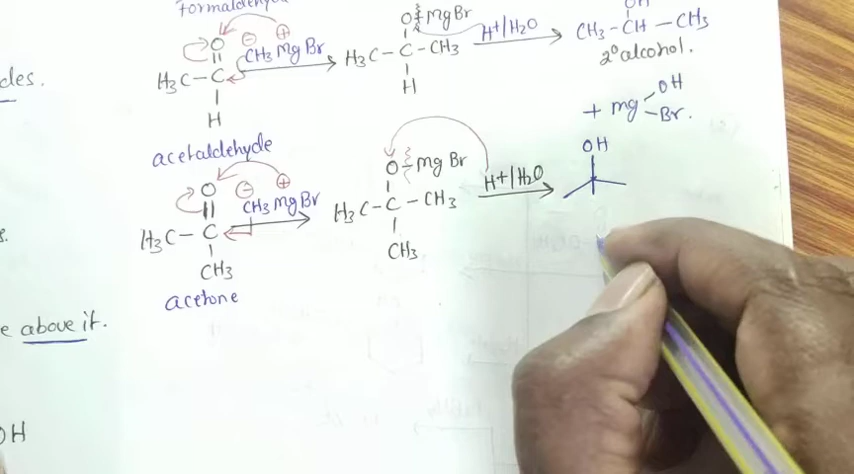 Formaldehyde
O MgBr
OH
O ⊖ ⊕
CH3 MgBr
H+/H2O
CH3 - CH - CH3
H3C - C
H3C - C - CH3
2° alcohol.
H
H
cles.
+ mg OH
Br.
acetaldehyde
OH
O - MgBr
O ⊖ ⊕
CH3 MgBr
H+/H2O
H3C - C - CH3
H3C - C
s.
CH3
CH3
acetone
e above it.
OH